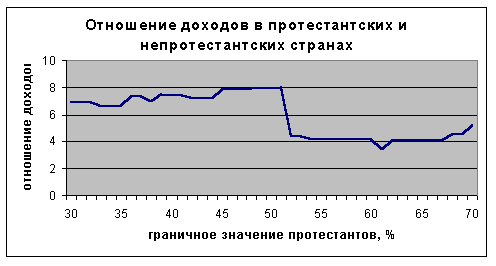 Отношение доходов в протестантских и
непротестантских странах
отношение доходо
10
8
6
4
2
0
30 35 40 45 50 55 60 65 70
граничное значение протестантов, %